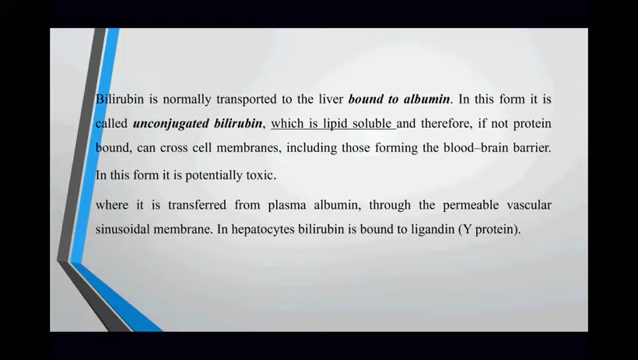 Bilirubin is normally transported to the liver bound to albumin. In this form it is
called unconjugated bilirubin, which is lipid soluble and therefore, if not protein
bound, can cross cell membranes, including those forming the blood–brain barrier.
In this form it is potentially toxic.
where it is transferred from plasma albumin, through the permeable vascular
sinusoidal membrane. In hepatocytes bilirubin is bound to ligandin (Y protein).